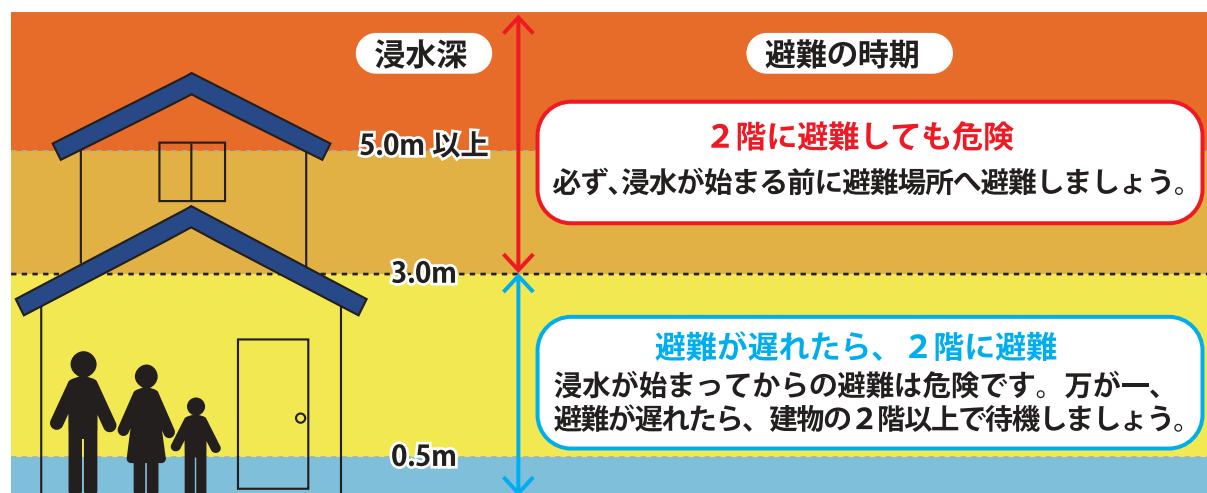 浸水深
避難の時期
5.0m 以上
２階に避難しても危険
必ず、浸水が始まる前に避難場所へ避難しましょう。
3.0m
避難が遅れたら、２階に避難
浸水が始まってからの避難は危険です。万が一、
避難が遅れたら、建物の２階以上で待機しましょう。
0.5m